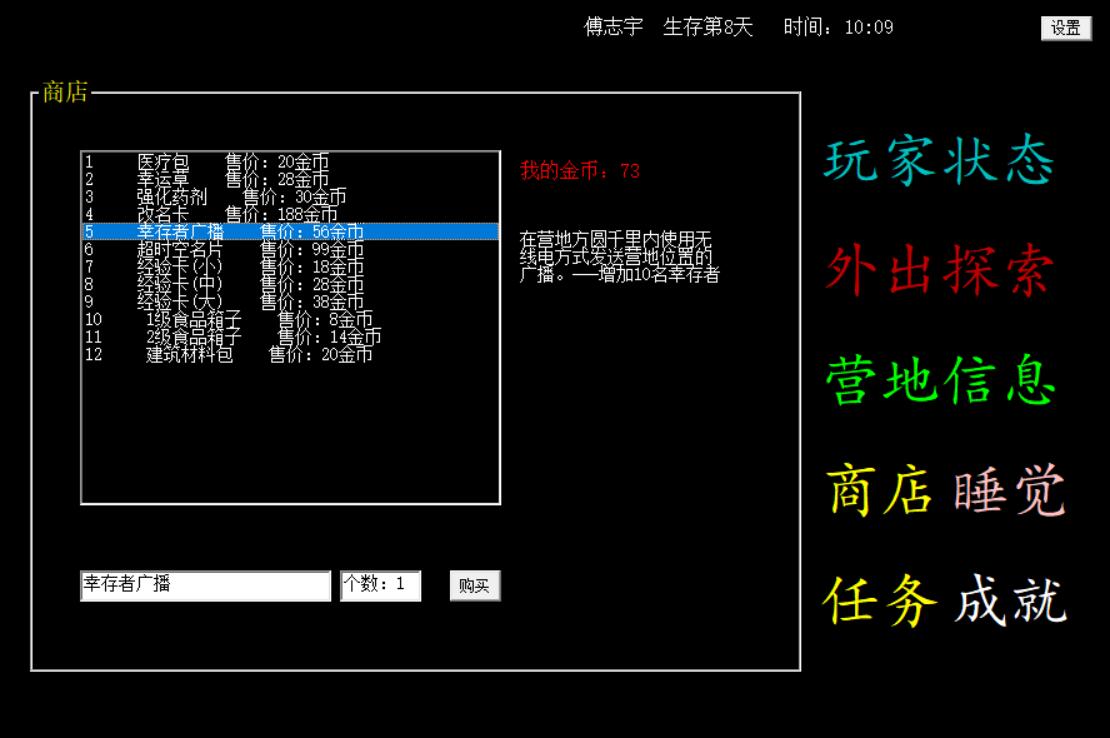 傅志宇 生存第8天 时间：10:09
设置
商店
1 医疗包 售价：20金币
2 幸运草 售价：28金币
3 强化药剂 售价：30金币
4 改名卡 售价：188金币
5 幸存者广播 售价：56金币
6 超时空名片 售价：99金币
7 经验卡(小) 售价：18金币
8 经验卡(中) 售价：28金币
9 经验卡(大) 售价：38金币
10 1级食品箱子 售价：8金币
11 2级食品箱子 售价：14金币
12 建筑材料包 售价：20金币
我的金币：73
在营地方圆千里内使用无
线电方式发送营地位置的
广播。——增加10名幸存者
幸存者广播
个数：1
购买
玩家状态
外出探索
营地信息
商店 睡觉
任务 成就